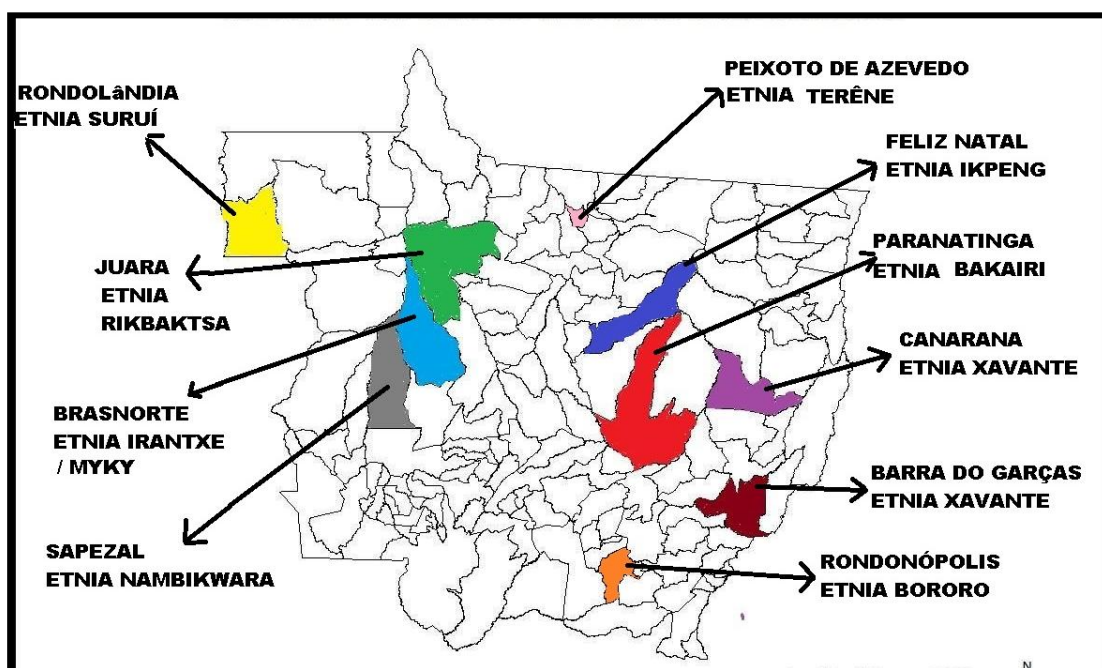 RONDOLâNDIA
ETNIA SURUÍ
PEIXOTO DE AZEVEDO
ETNIA TERÊNE
FELIZ NATAL
ETNIA IKPENG
JUARA
ETNIA
RIKBAKTSA
PARANATINGA
ETNIA BAKAIRI
CANARANA
ETNIA XAVANTE
BRASNORTE
ETNIA IRANTXE
/ MYKY
BARRA DO GARÇAS
ETNIA XAVANTE
SAPEZAL
ETNIA NAMBIKWARA
RONDONÓPOLIS
ETNIA BORORO
N